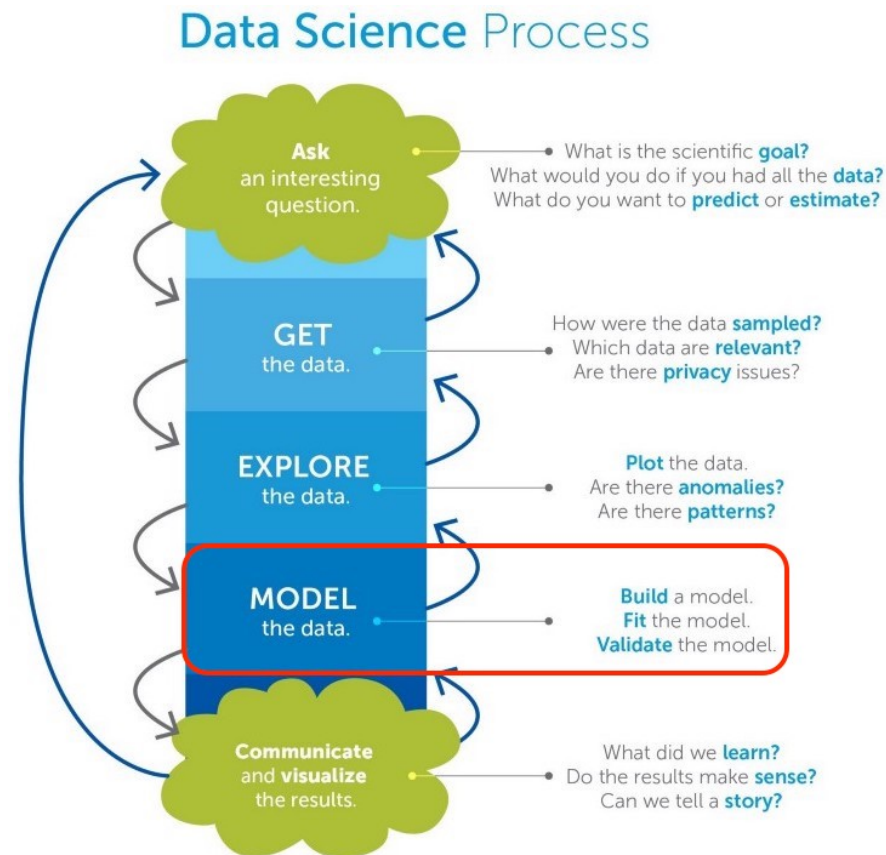 Data Science Process
Ask
an interesting
question.
What is the scientific goal?
What would you do if you had all the data?
What do you want to predict or estimate?
GET
the data.
How were the data sampled?
Which data are relevant?
Are there privacy issues?
EXPLORE
the data.
Plot the data.
Are there anomalies?
Are there patterns?
MODEL
the data.
Build a model.
Fit the model.
Validate the model.
Communicate
and visualize
the results.
What did we learn?
Do the results make sense?
Can we tell a story?